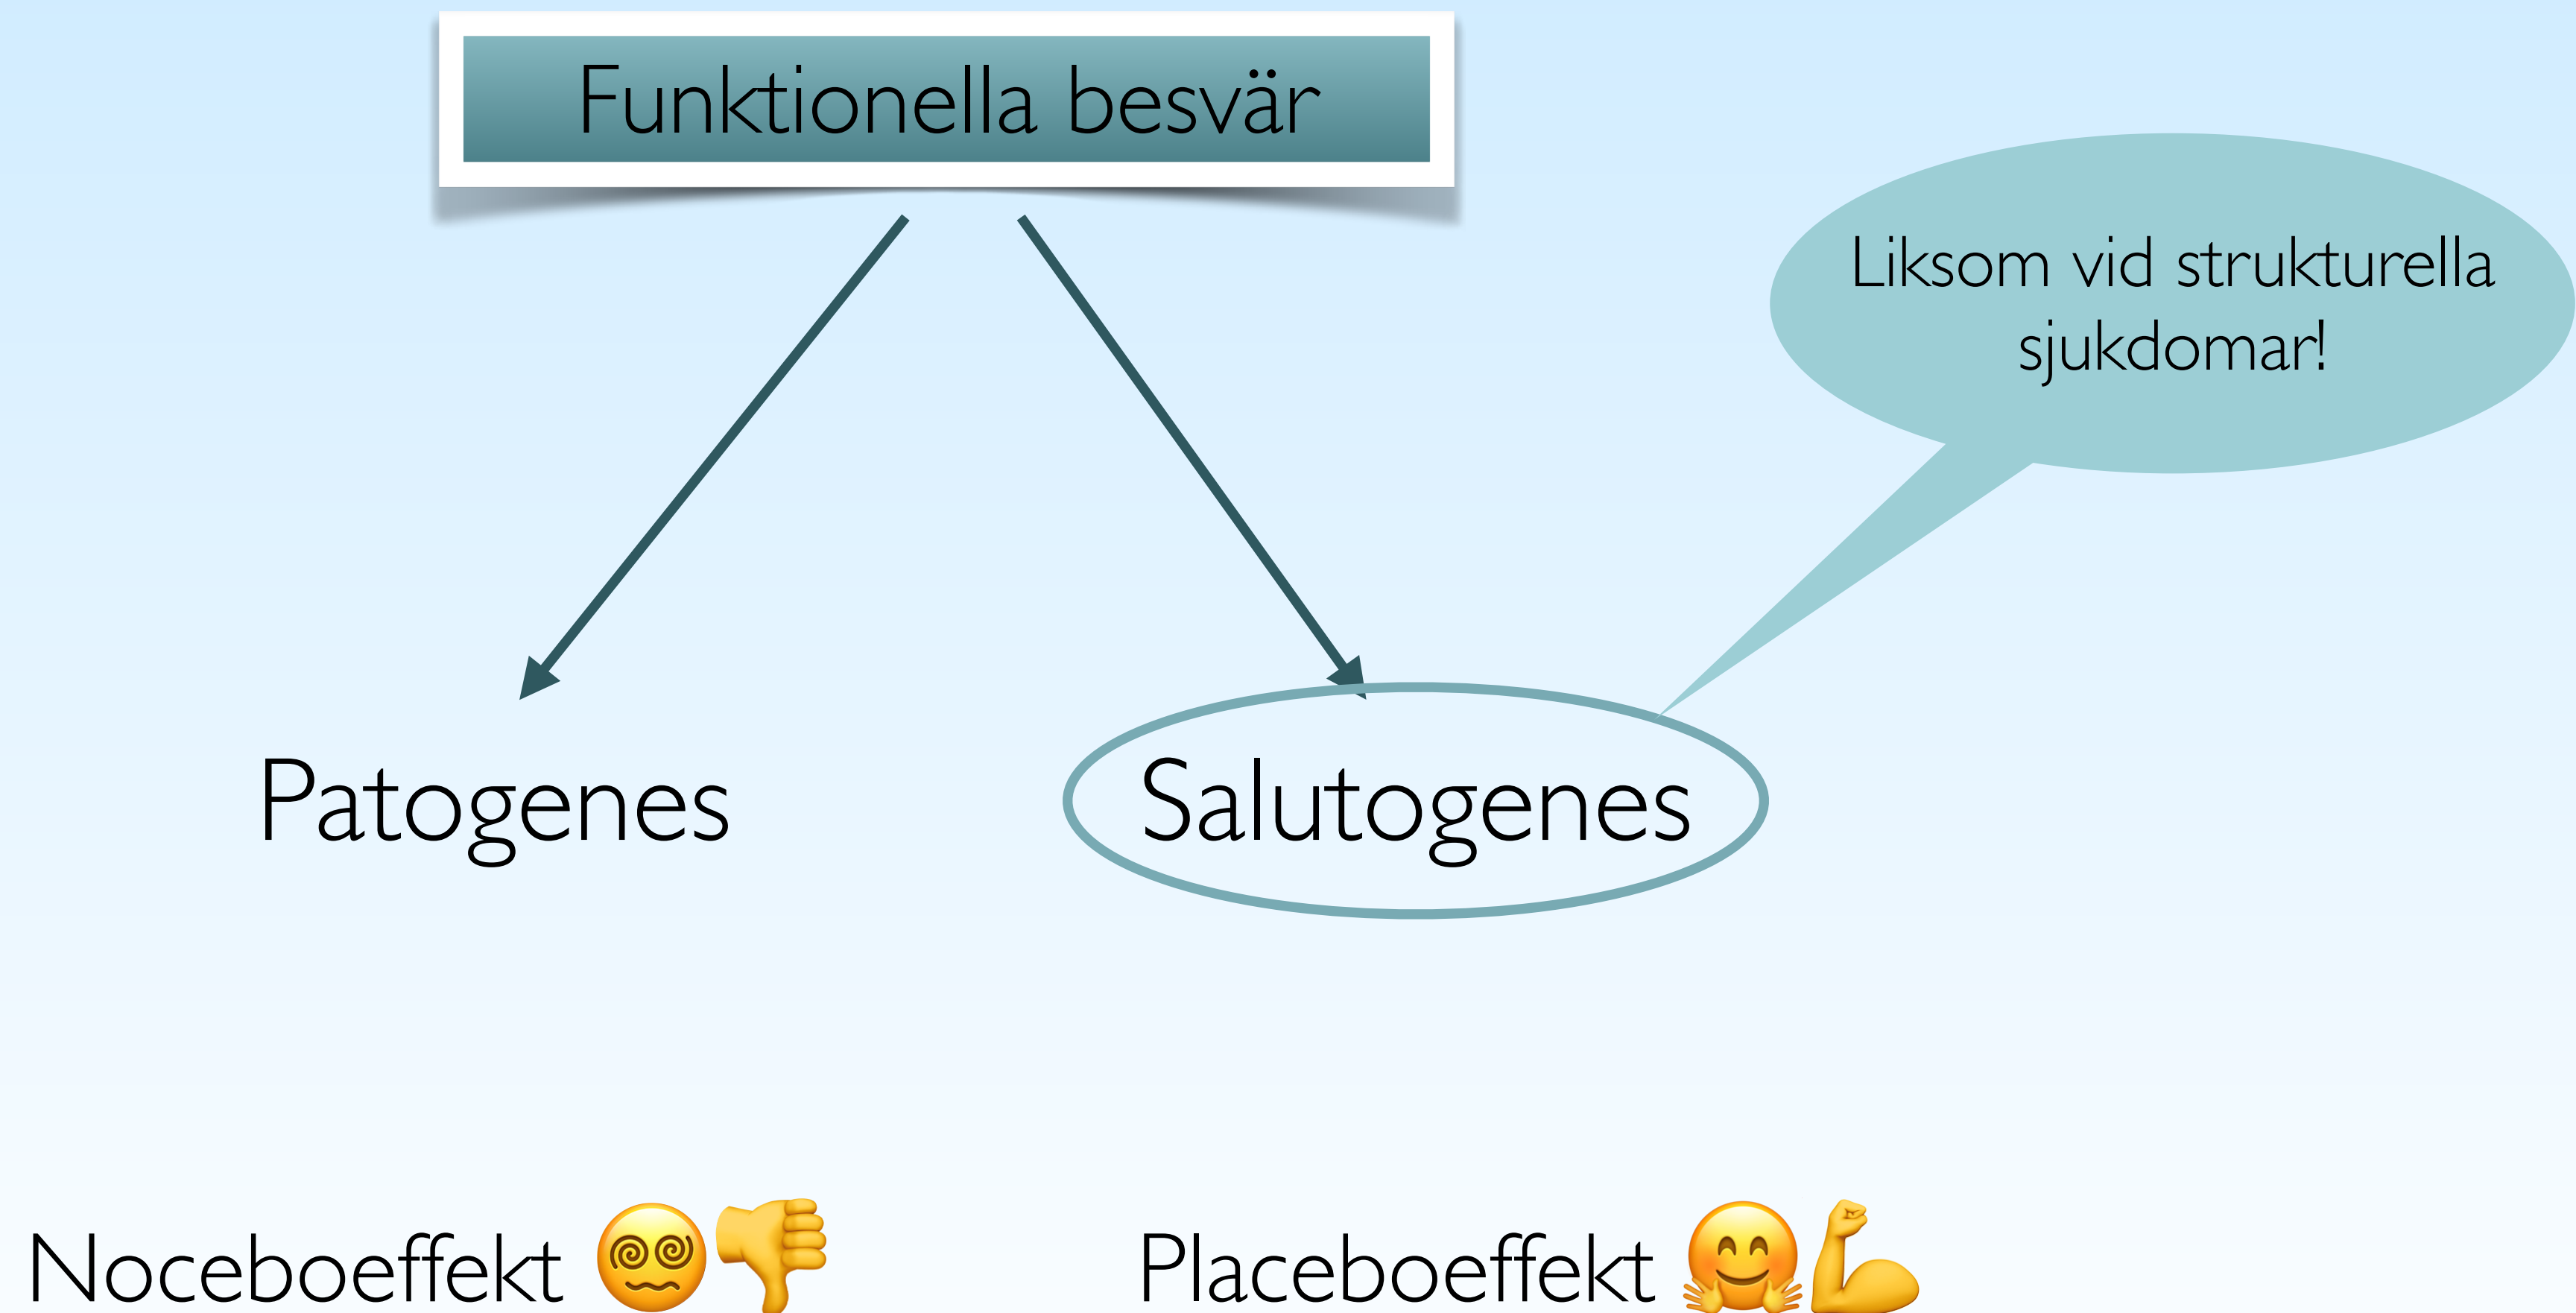 Funktionella besvär
Liksom vid strukturella
sjukdomar!
Patogenes
Salutogenes
Noceboeffekt 😵‍💫👎
Placeboeffekt 🤗💪